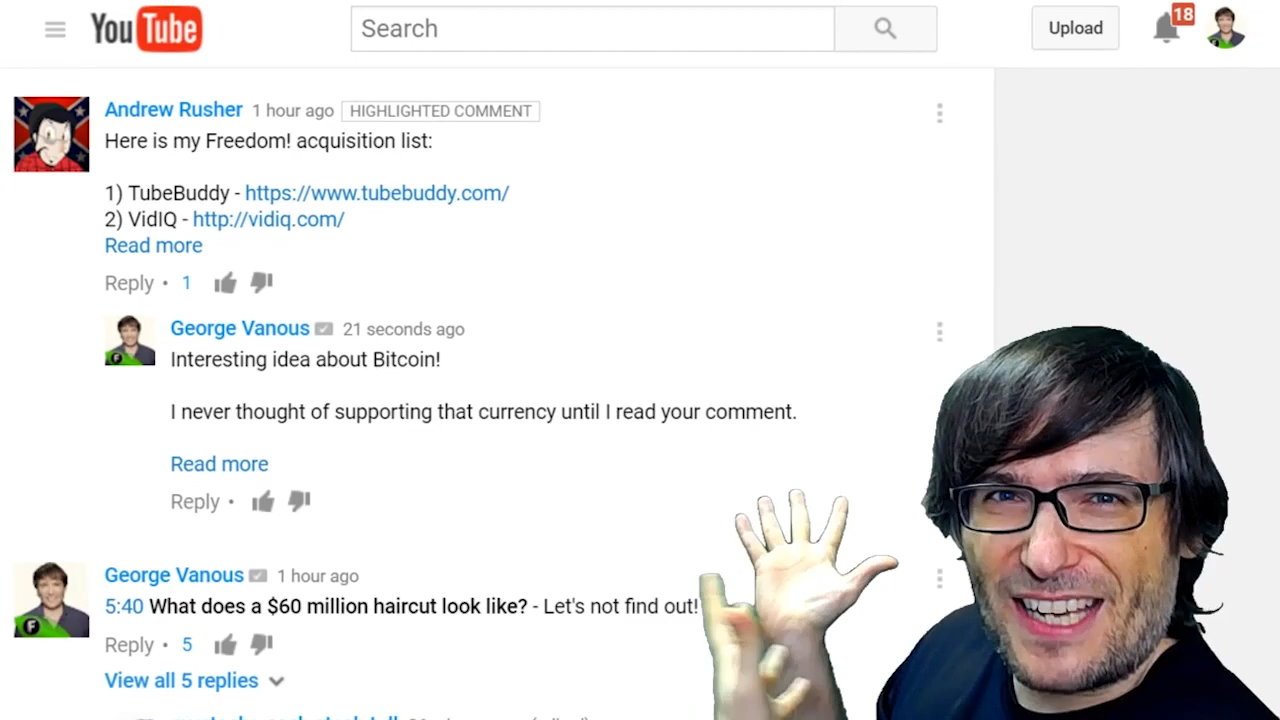 YouTube
Search
Upload
18
Andrew Rusher 1 hour ago HIGHLIGHTED COMMENT
Here is my Freedom! acquisition list:
1) TubeBuddy - https://www.tubebuddy.com/
2) VidIQ - http://vidiq.com/
Read more
Reply • 1
George Vanous 21 seconds ago
Interesting idea about Bitcoin!
I never thought of supporting that currency until I read your comment.
Read more
Reply •
George Vanous 1 hour ago
5:40 What does a $60 million haircut look like? - Let's not find out!
Reply • 5
View all 5 replies